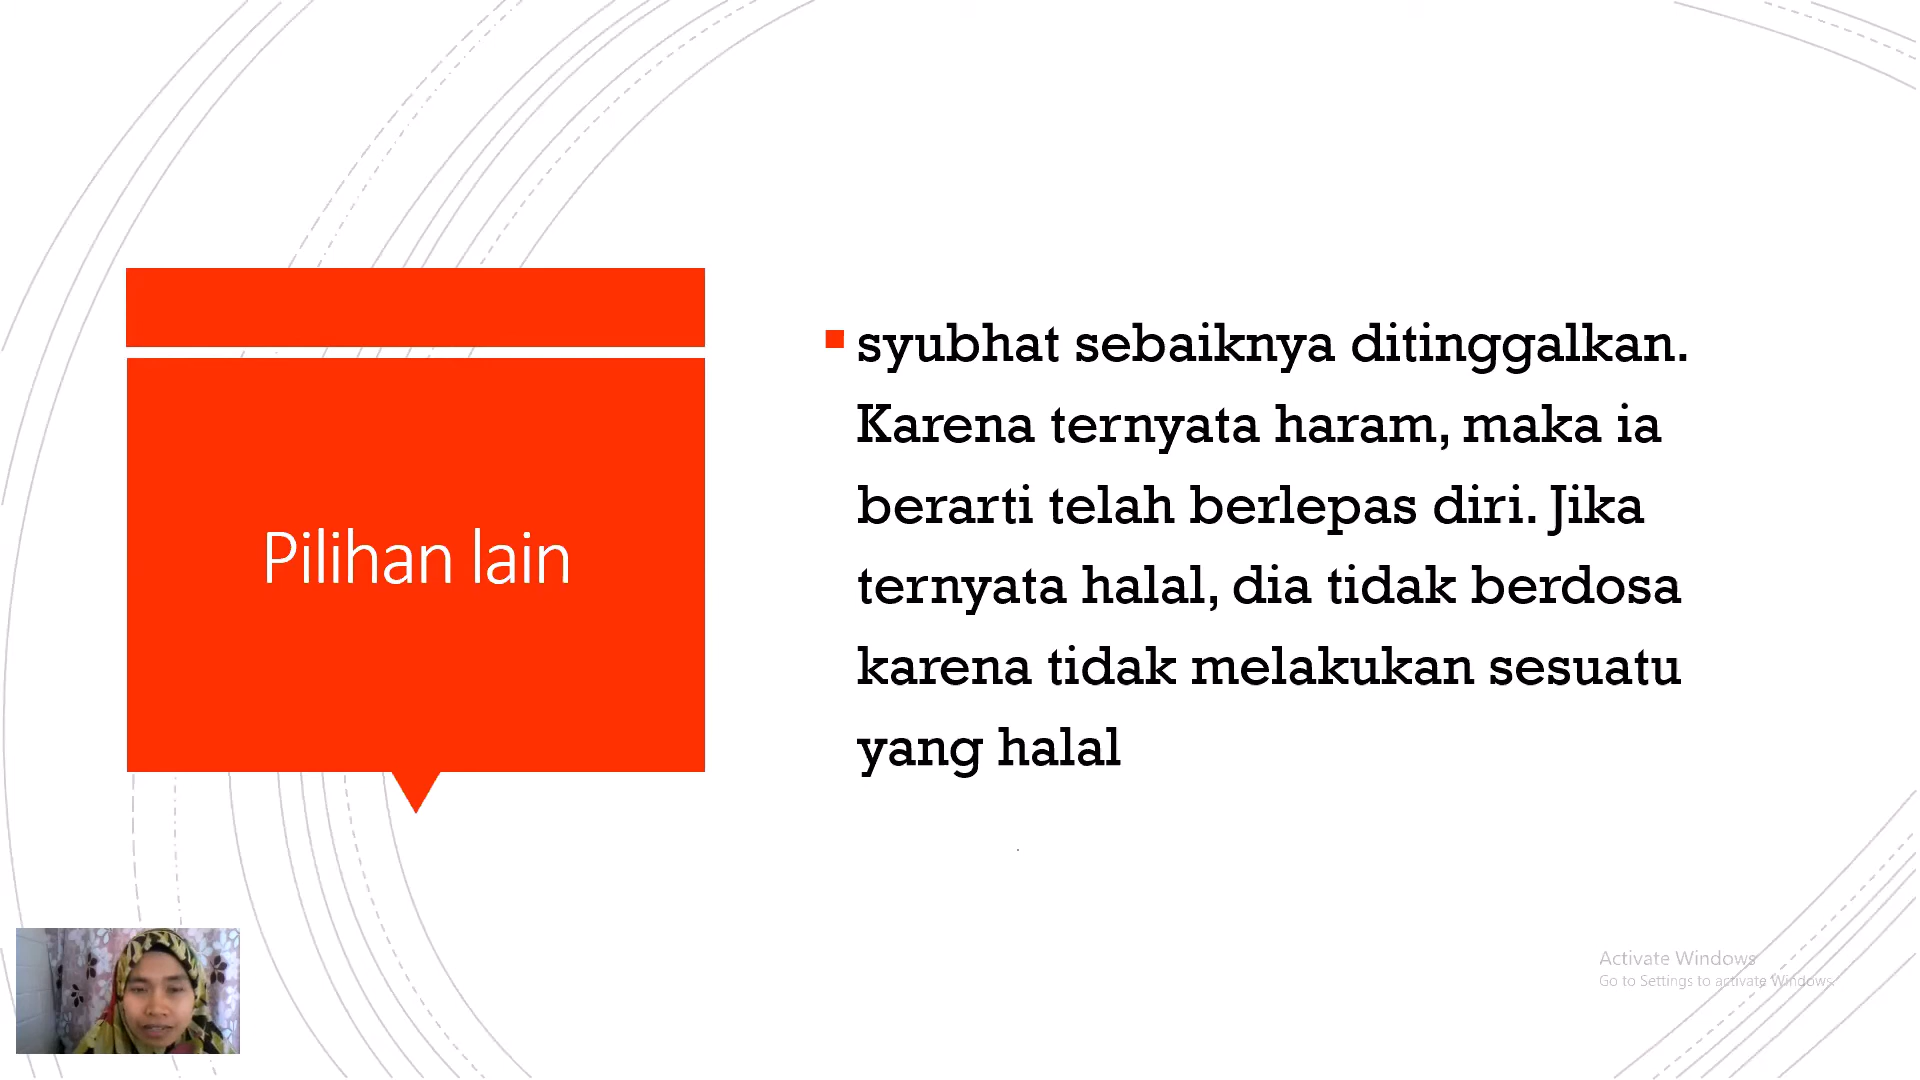 Pilihan lain
syubhat sebaiknya ditinggalkan.
Karena ternyata haram, maka ia
berarti telah berlepas diri. Jika
ternyata halal, dia tidak berdosa
karena tidak melakukan sesuatu
yang halal
Activate Windows
Go to Settings to activate Windows.